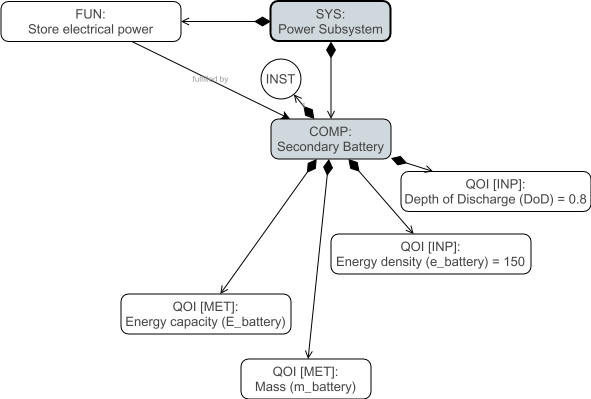 FUN:
Store electrical power
SYS:
Power Subsystem
fulfilled by
INST
COMP:
Secondary Battery
QOI [INP]:
Depth of Discharge (DoD) = 0.8
QOI [INP]:
Energy density (e_battery) = 150
QOI [MET]:
Energy capacity (E_battery)
QOI [MET]:
Mass (m_battery)